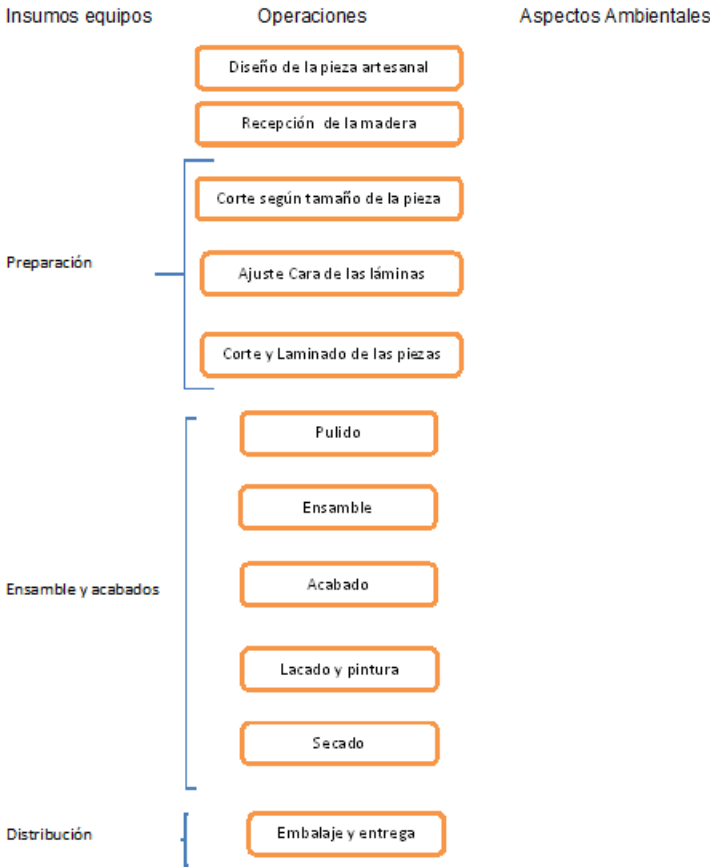 Insumos equipos Operaciones Aspectos Ambientales
Diseño de la pieza artesanal
Recepción de la madera
Corte según tamaño de la pieza
Preparación
Ajuste Cara de las láminas
Corte y Laminado de las piezas
Pulido
Ensamble
Ensamble y acabados
Acabado
Lacado y pintura
Secado
Distribución
Embalaje y entrega